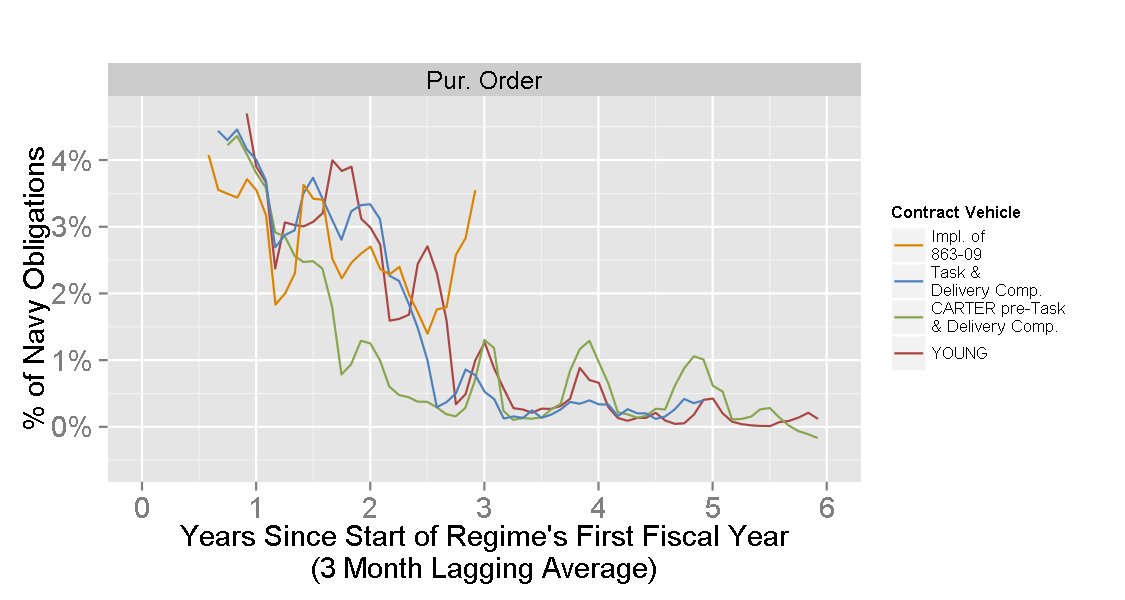 Pur. Order
% of Navy Obligations
4%
3%
2%
1%
0%
0 1 2 3 4 5 6
Years Since Start of Regime's First Fiscal Year
(3 Month Lagging Average)
Contract Vehicle
Impl. of
863-09
Task &
Delivery Comp.
CARTER pre-Task
& Delivery Comp.
YOUNG